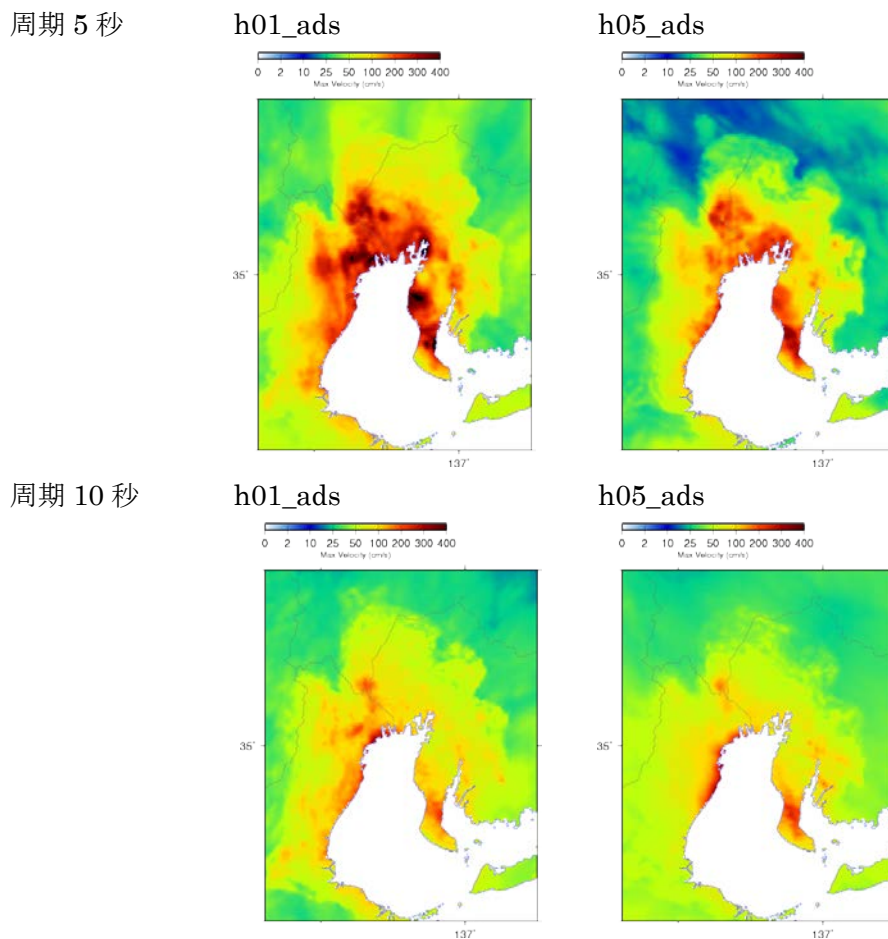 周期 5 秒 h01_ads h05_ads
0 2 10 25 50 100 200 300 400 0 2 10 25 50 100 200 300 400
Max Velocity (cm/s) Max Velocity (cm/s)
35° 35°
137° 137°
周期 10 秒 h01_ads h05_ads
0 2 10 25 50 100 200 300 400 0 2 10 25 50 100 200 300 400
Max Velocity (cm/s) Max Velocity (cm/s)
35° 35°
137° 137°